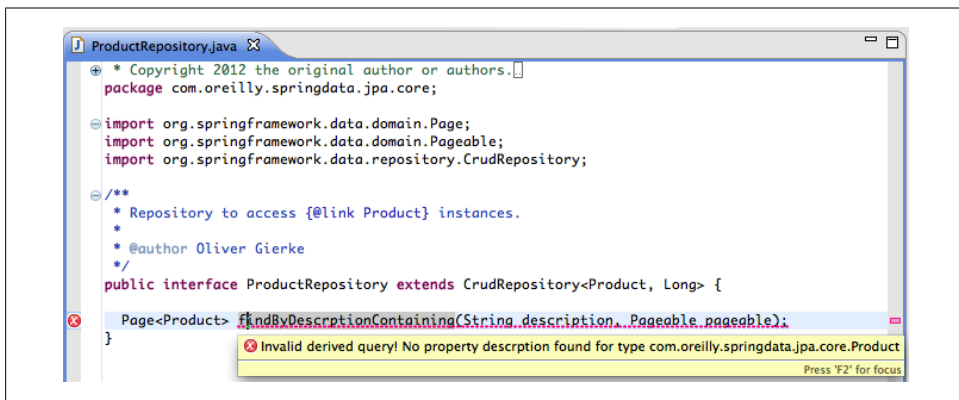 ProductRepository.java
* Copyright 2012 the original author or authors.
package com.oreilly.springdata.jpa.core;
import org.springframework.data.domain.Page;
import org.springframework.data.domain.Pageable;
import org.springframework.data.repository.CrudRepository;
/**
* Repository to access {@link Product} instances.
*
* @author Oliver Gierke
*/
public interface ProductRepository extends CrudRepository<Product, Long> {
Page<Product> findByDescrptionContaining(String description, Pageable pageable);
}
Invalid derived query! No property descrption found for type com.oreilly.springdata.jpa.core.Product
Press 'F2' for focus